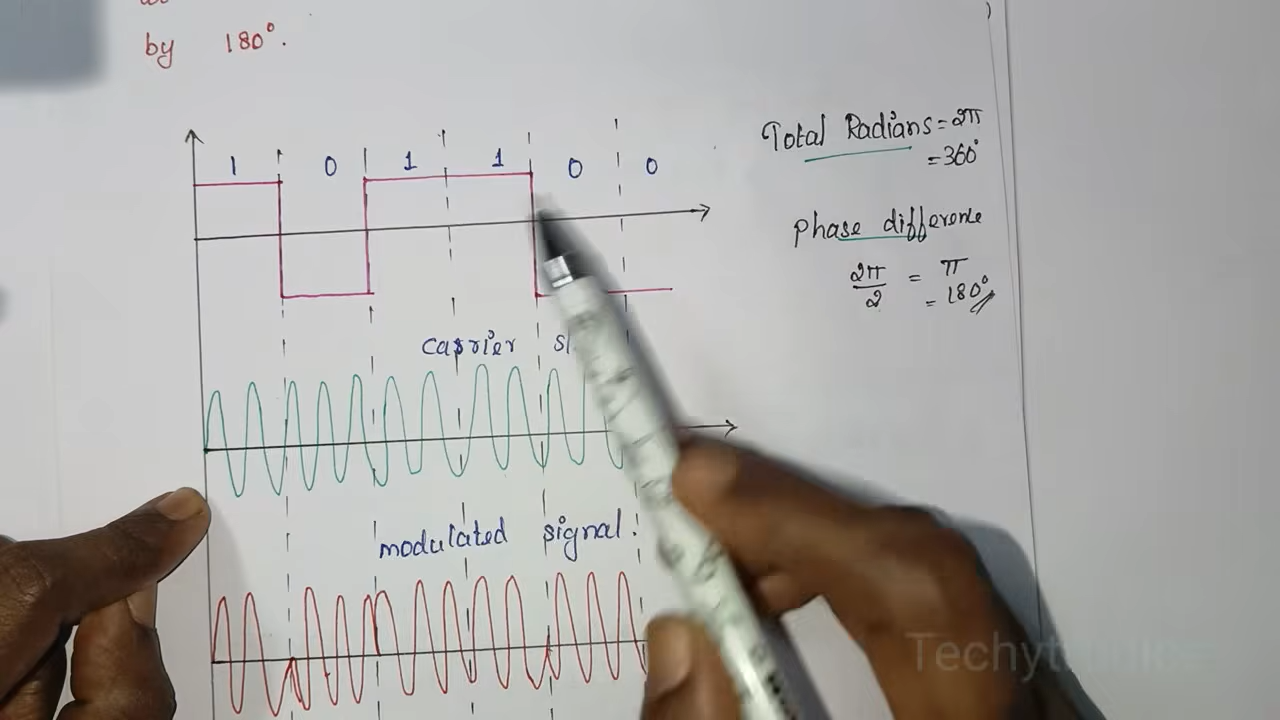 by 180°.
1 0 1 1 0 0
Total Radians = 2π
= 360°
Phase difference
2π/2 = π
= 180°
carrier
modulated signal.